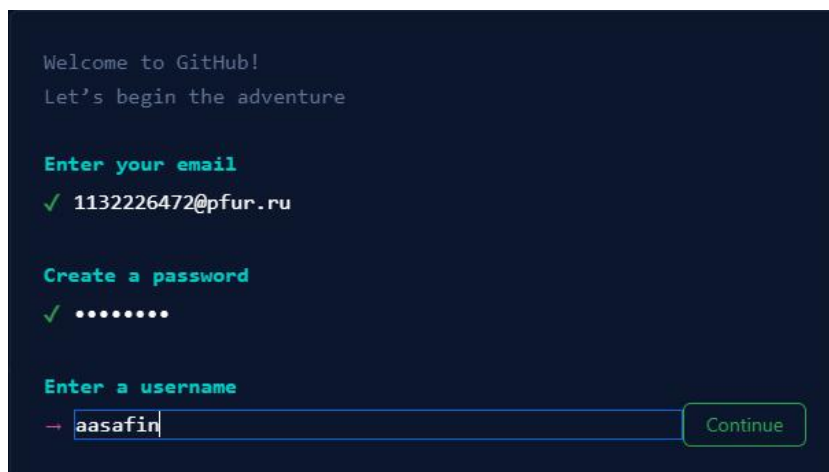 Welcome to GitHub!
Let’s begin the adventure
Enter your email
✓ 1132226472@pfur.ru
Create a password
✓ ••••••••
Enter a username
→ aasafin Continue